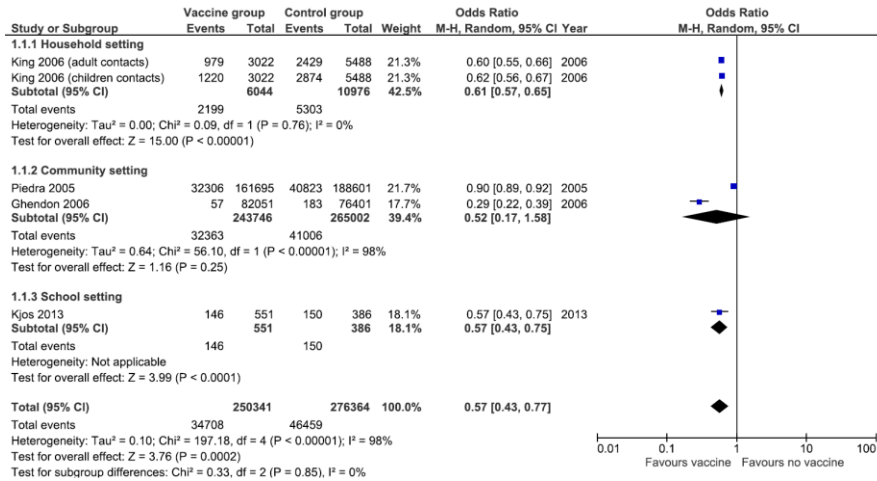 Vaccine group Control group Odds Ratio Odds Ratio
Study or Subgroup Events Total Events Total Weight M-H, Random, 95% CI Year M-H, Random, 95% CI
1.1.1 Household setting
King 2006 (adult contacts) 979 3022 2429 5488 21.3% 0.60 [0.55, 0.66] 2006
King 2006 (children contacts) 1220 3022 2874 5488 21.3% 0.62 [0.56, 0.67] 2006
Subtotal (95% CI) 6044 10976 42.5% 0.61 [0.57, 0.65]
Total events 2199 5303
Heterogeneity: Tau² = 0.00; Chi² = 0.09, df = 1 (P = 0.76); I² = 0%
Test for overall effect: Z = 15.00 (P < 0.00001)
1.1.2 Community setting
Piedra 2005 32306 161695 40823 188601 21.7% 0.90 [0.89, 0.92] 2005
Ghendon 2006 57 82051 183 76401 17.7% 0.29 [0.22, 0.39] 2006
Subtotal (95% CI) 243746 265002 39.4% 0.52 [0.17, 1.58]
Total events 32363 41006
Heterogeneity: Tau² = 0.64; Chi² = 56.10, df = 1 (P < 0.00001); I² = 98%
Test for overall effect: Z = 1.16 (P = 0.25)
1.1.3 School setting
Kjos 2013 146 551 150 386 18.1% 0.57 [0.43, 0.75] 2013
Subtotal (95% CI) 551 386 18.1% 0.57 [0.43, 0.75]
Total events 146 150
Heterogeneity: Not applicable
Test for overall effect: Z = 3.99 (P < 0.0001)
Total (95% CI) 250341 276364 100.0% 0.57 [0.43, 0.77]
Total events 34708 46459
Heterogeneity: Tau² = 0.10; Chi² = 197.18, df = 4 (P < 0.00001); I² = 98%
Test for overall effect: Z = 3.76 (P = 0.0002)
Test for subgroup differences: Chi² = 0.33, df = 2 (P = 0.85), I² = 0%
0.01 0.1 1 10 100
Favours vaccine Favours no vaccine